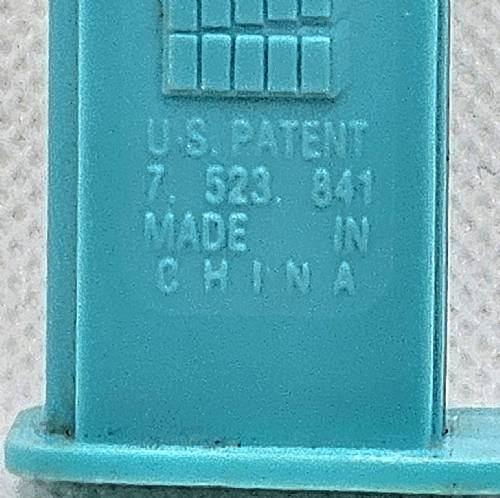 U.S. PATENT
7. 523. 841
MADE IN
CHINA